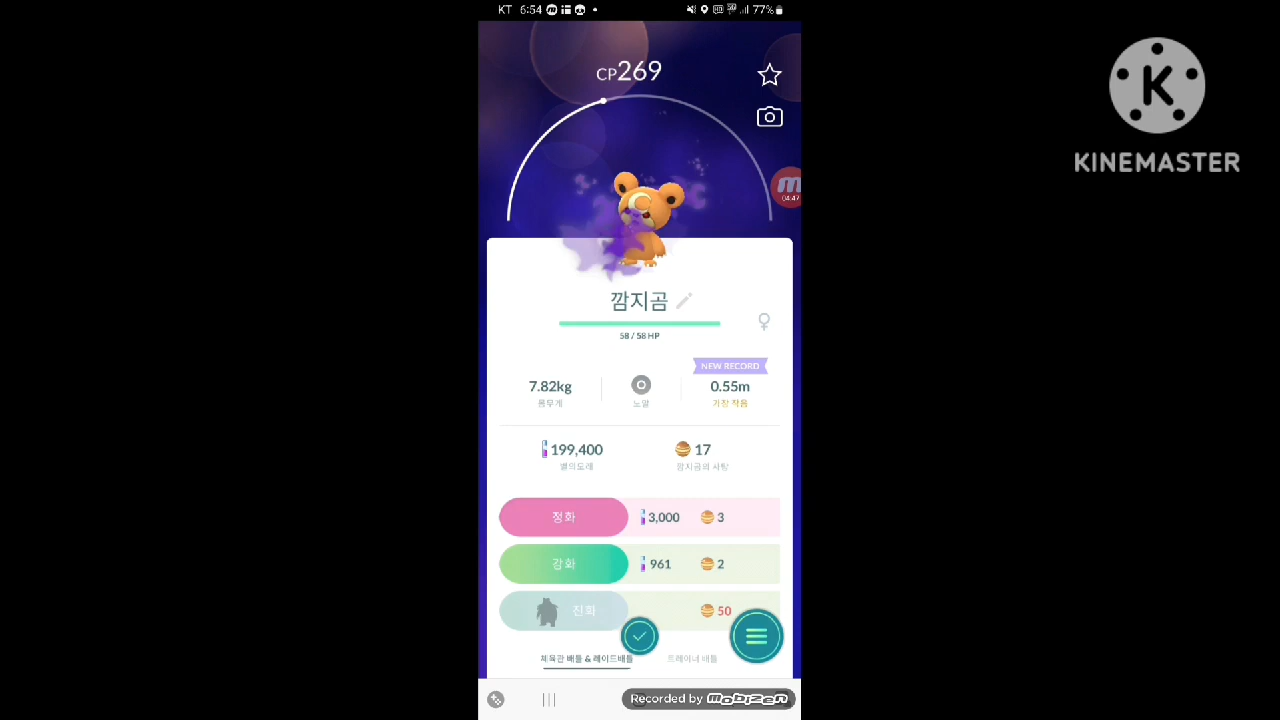 KT 6:54 77%
CP269
KINEMASTER
04:47
깜지곰
58 / 58 HP
NEW RECORD
7.82kg 0.55m
몸무게 노말 가장 작음
199,400 17
별의모래 깜지곰의 사탕
정화 3,000 3
강화 961 2
진화 50
체육관 배틀 & 레이드배틀 트레이너 배틀
Recorded by mobizen